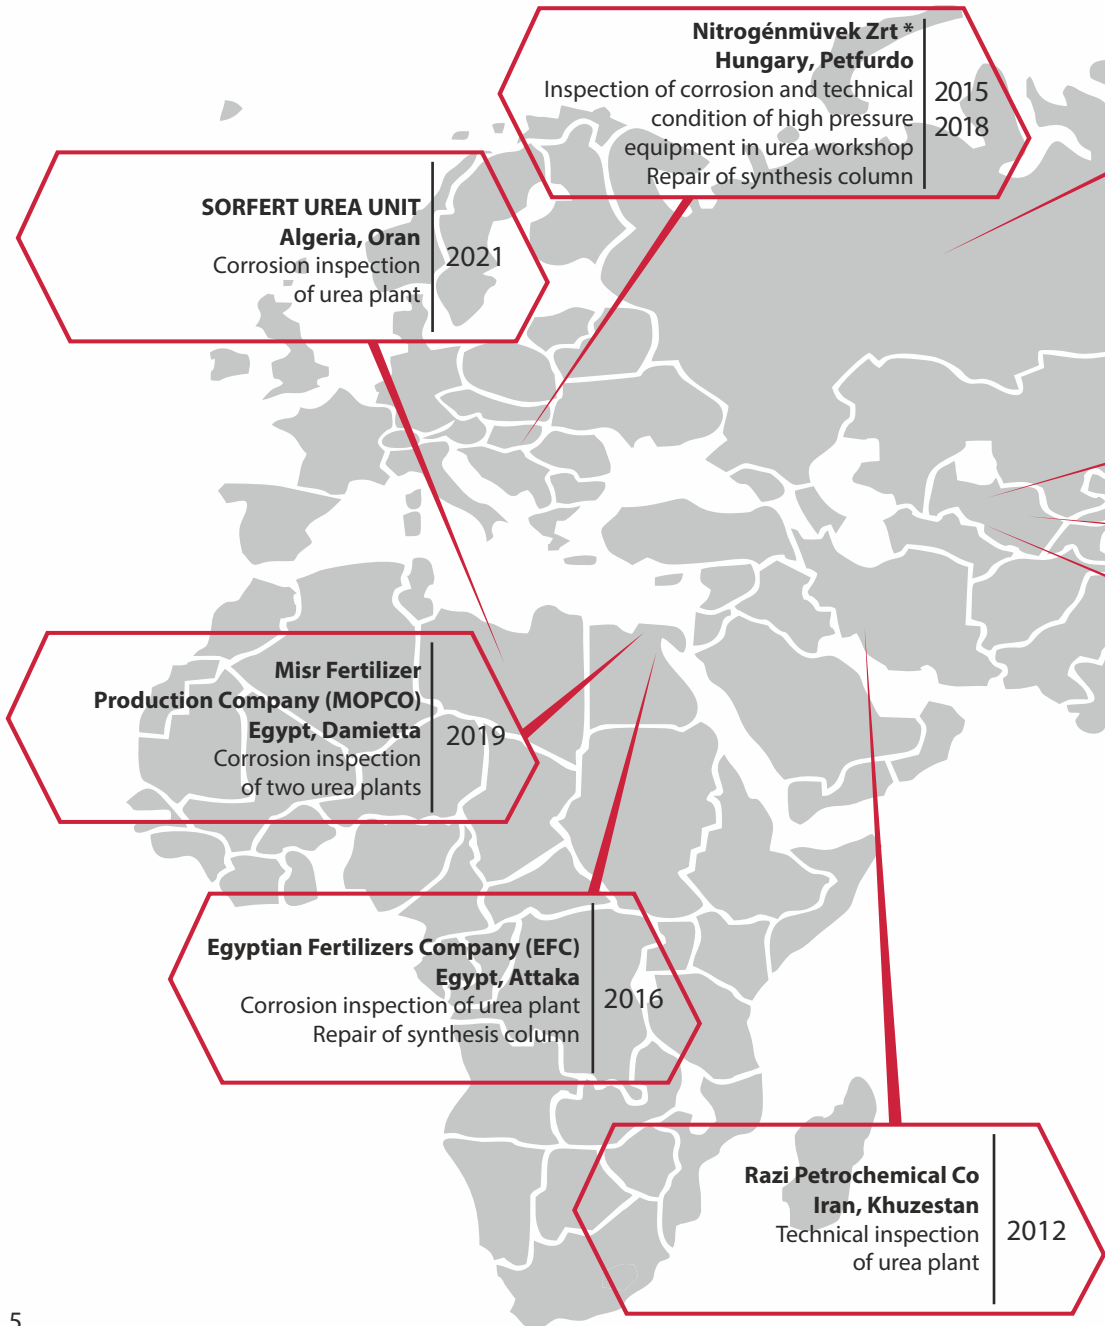 Nitrogénmüvek Zrt *
Hungary, Petfurdo
Inspection of corrosion and technical
condition of high pressure
equipment in urea workshop
Repair of synthesis column
2015
2018
SORFERT UREA UNIT
Algeria, Oran
Corrosion inspection
of urea plant
2021
Misr Fertilizer
Production Company (MOPCO)
Egypt, Damietta
Corrosion inspection
of two urea plants
2019
Egyptian Fertilizers Company (EFC)
Egypt, Attaka
Corrosion inspection of urea plant
Repair of synthesis column
2016
Razi Petrochemical Co
Iran, Khuzestan
Technical inspection
of urea plant
2012
5